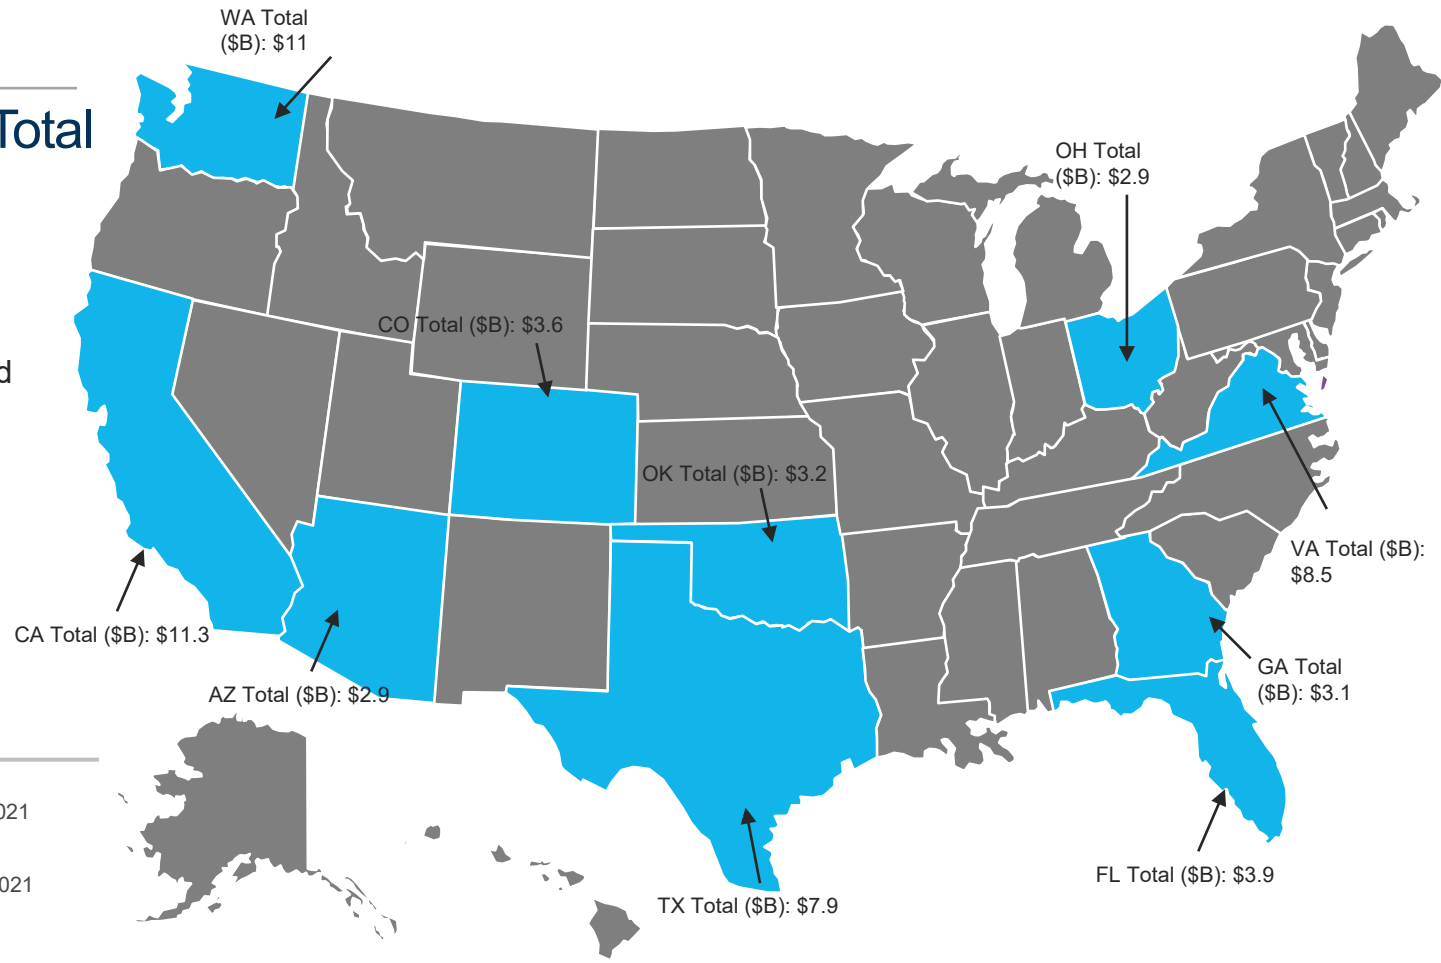 WA Total
($B): $11
Total
OH Total
($B): $2.9
CO Total ($B): $3.6
d
OK Total ($B): $3.2
VA Total ($B):
$8.5
CA Total ($B): $11.3
GA Total
($B): $3.1
AZ Total ($B): $2.9
021
FL Total ($B): $3.9
021
TX Total ($B): $7.9